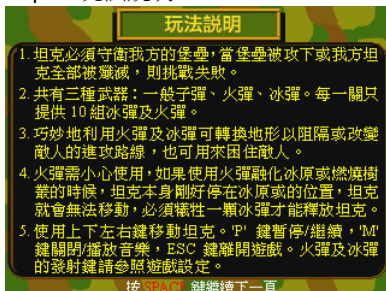 玩法説明
1. 坦克必須守衛我方的堡壘，當堡壘被攻下或我方坦
克全部被殲滅，則挑戰失敗。
2. 共有三種武器：一般子彈、火彈、冰彈。每一關只
提供 10 組冰彈及火彈。
3. 巧妙地利用火彈及冰彈可轉換地形以阻隔或改變
敵人的進攻路線，也可用來困住敵人。
4. 火彈需小心使用，如果使用火彈融化冰原或燃燒樹
叢的時候，坦克本身剛好停在冰原或的位置，坦克
就會無法移動，必須犧牲一顆冰彈才能釋放坦克。
5. 使用上下左右鍵移動坦克。'P' 鍵暫停/繼續，'M'
鍵關閉/播放音樂，ESC 鍵離開遊戲。火彈及冰彈
的發射鍵請參照遊戲設定。
按 SPACE 鍵繼續下一頁